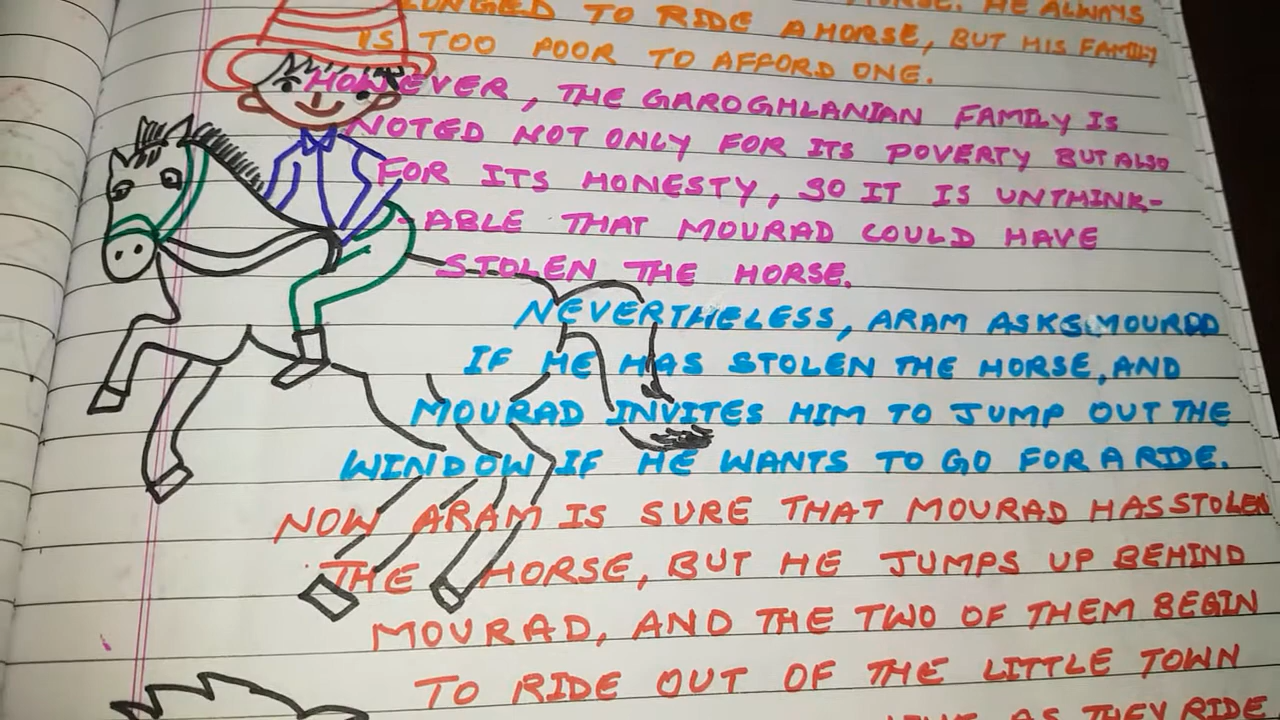 LONGED TO RIDE A HORSE, BUT HIS FAMILY
IS TOO POOR TO AFFORD ONE.
HOWEVER, THE GAROGHLANIAN FAMILY IS
NOTED NOT ONLY FOR ITS POVERTY BUT ALSO
FOR ITS HONESTY, SO IT IS UNTHINK-
-ABLE THAT MOURAD COULD HAVE
STOLEN THE HORSE.
NEVERTHELESS, ARAM ASKS MOURDD
IF HE HAS STOLEN THE HORSE, AND
MOURAD INVITES HIM TO JUMP OUT THE
WINDOW IF HE WANTS TO GO FOR A RIDE.
NOW ARAM IS SURE THAT MOURAD HAS STOLEN
THE HORSE, BUT HE JUMPS UP BEHIND
MOURAD, AND THE TWO OF THEM BEGIN
TO RIDE OUT OF THE LITTLE TOWN
AS THEY RIDE